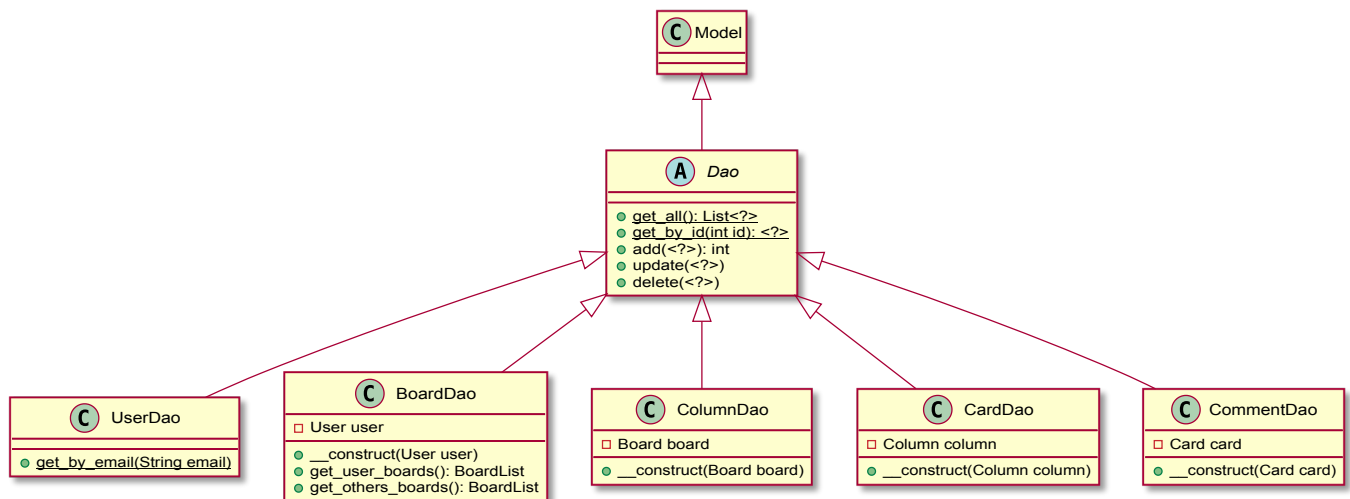 C Model
A Dao
get_all(): List<?>
get_by_id(int id): <?>
add(<?>): int
update(<?>)
delete(<?>)
C UserDao
get_by_email(String email)
C BoardDao
User user
__construct(User user)
get_user_boards(): BoardList
get_others_boards(): BoardList
C ColumnDao
Board board
__construct(Board board)
C CardDao
Column column
__construct(Column column)
C CommentDao
Card card
__construct(Card card)